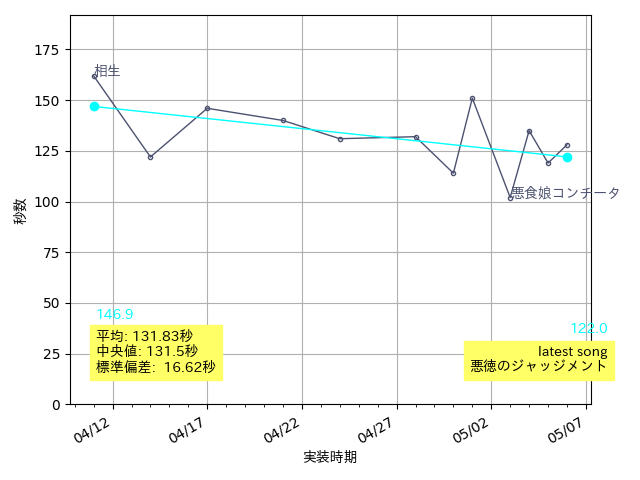 175
150
125
100
75
50
25
0
秒数
相生
悪食娘コンチータ
146.9
122.0
平均: 131.83秒
中央値: 131.5秒
標準偏差:  16.62秒
latest song
悪徳のジャッジメント
04/12
04/17
04/22
04/27
05/02
05/07
実装時期